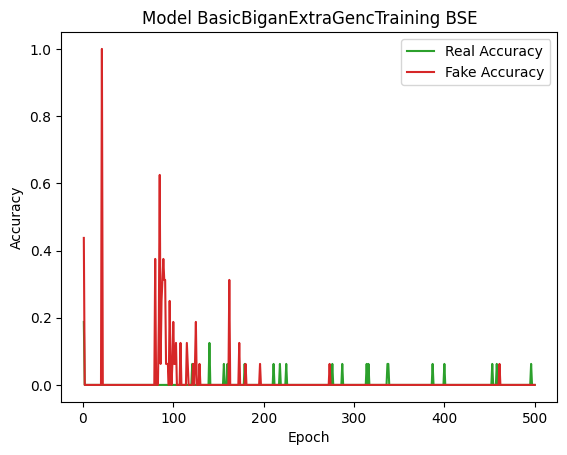 Model BasicBiganExtraGencTraining BSE
Real Accuracy
Fake Accuracy
1.0
0.8
0.6
0.4
0.2
0.0
Accuracy
0
100
200
300
400
500
Epoch